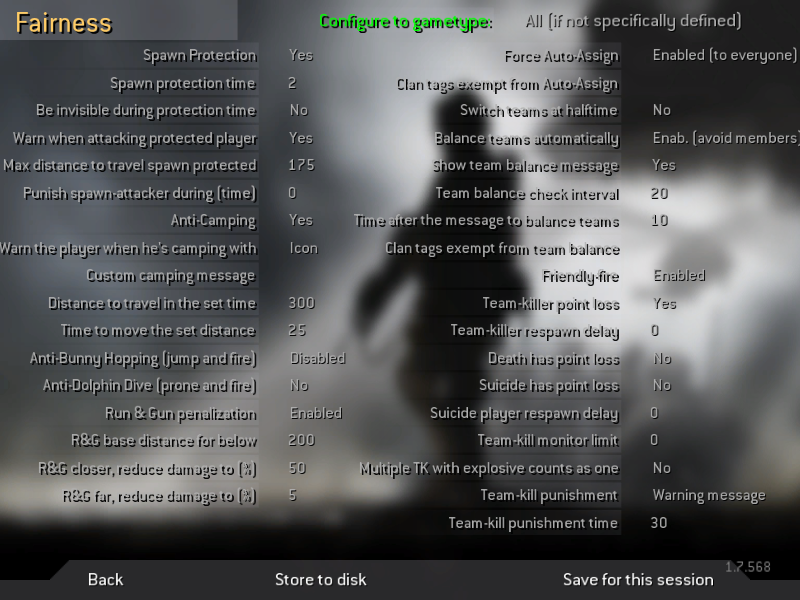 Fairness
Configure to gametype: All (if not specifically defined)
Spawn Protection Yes
Spawn protection time 2
Be invisible during protection time No
Warn when attacking protected player Yes
Max distance to travel spawn protected 175
Punish spawn-attacker during (time) 0
Anti-Camping Yes
Warn the player when he's camping with Icon
Custom camping message
Distance to travel in the set time 300
Time to move the set distance 25
Anti-Bunny Hopping (jump and fire) Disabled
Anti-Dolphin Dive (prone and fire) No
Run & Gun penalization Enabled
R&G base distance for below 200
R&G closer, reduce damage to (%) 50
R&G far, reduce damage to (%) 5
Force Auto-Assign Enabled (to everyone)
Clan tags exempt from Auto-Assign
Switch teams at halftime No
Balance teams automatically Enab. (avoid members)
Show team balance message Yes
Team balance check interval 20
Time after the message to balance teams 10
Clan tags exempt from team balance
Friendly-fire Enabled
Team-killer point loss Yes
Team-killer respawn delay 0
Death has point loss No
Suicide has point loss No
Suicide player respawn delay 0
Team-kill monitor limit 0
Multiple TK with explosive counts as one No
Team-kill punishment Warning message
Team-kill punishment time 30
1.7.568
Back Store to disk Save for this session